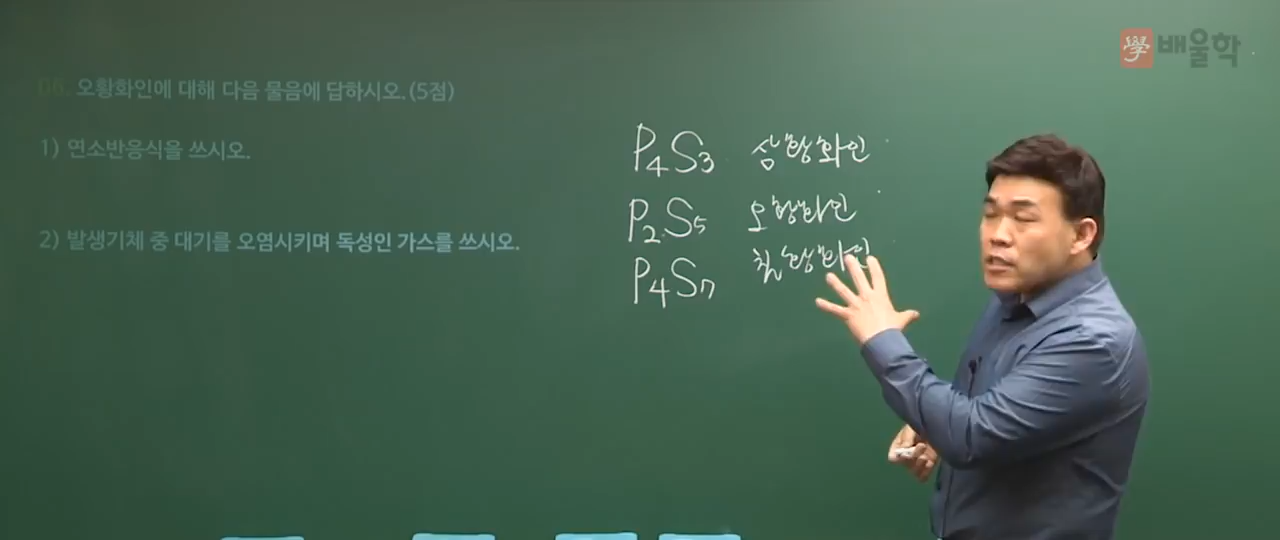 學 배울학
06. 오황화인에 대해 다음 물음에 답하시오.(5점)
1) 연소반응식을 쓰시오.
2) 발생기체 중 대기를 오염시키며 독성인 가스를 쓰시오.
P4S3 삼황화인
P2S5 오황화인
P4S7 칠황화인